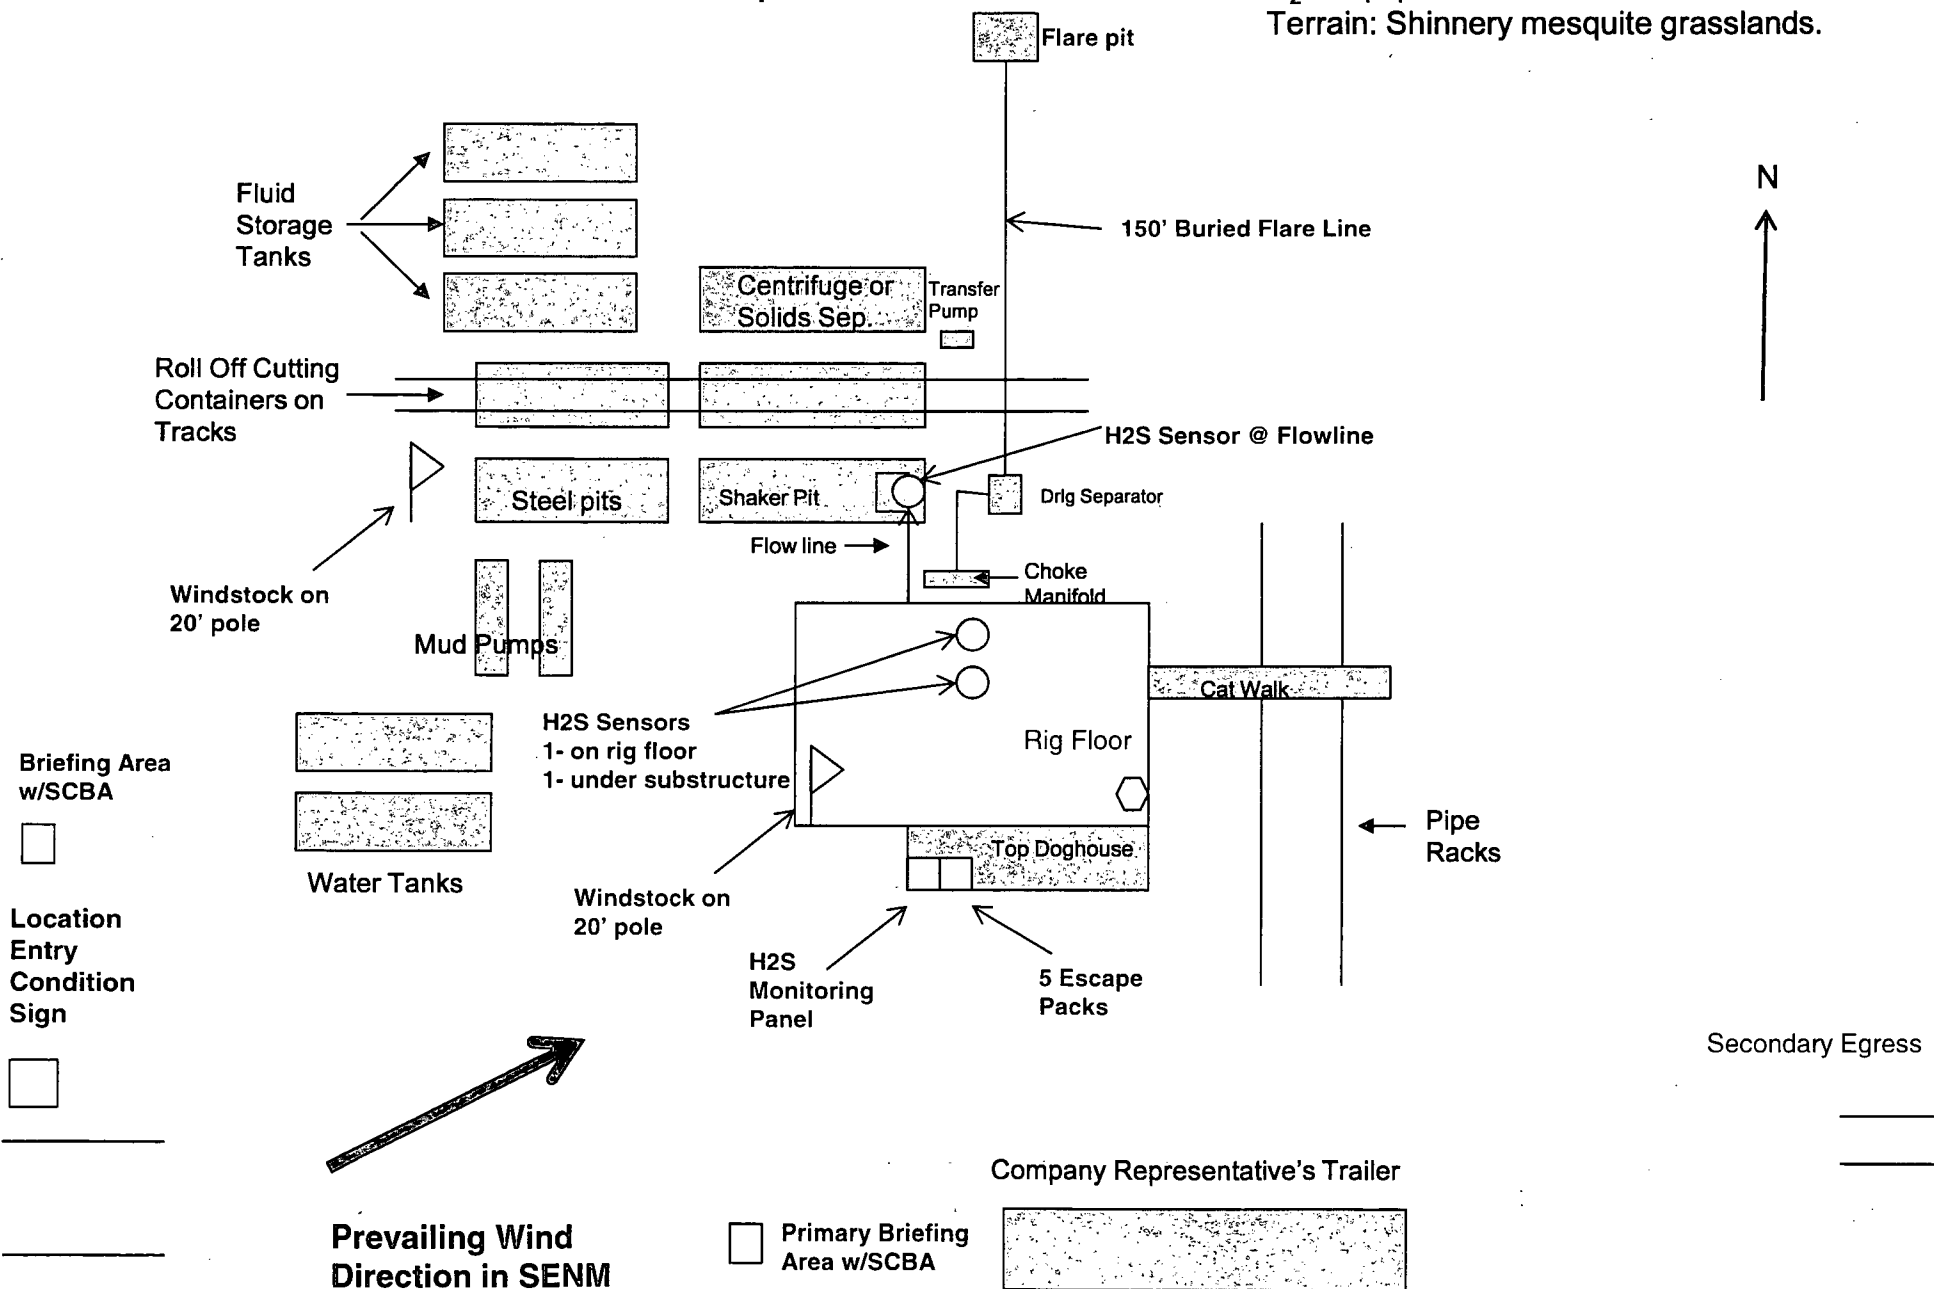 Terrain: Shinnery mesquite grasslands.
Flare pit
N
Fluid
Storage
Tanks
150' Buried Flare Line
Centrifuge or
Solids Sep.
Transfer
Pump
Roll Off Cutting
Containers on
Tracks
H2S Sensor @ Flowline
Steel pits
Shaker Pit
Drlg Separator
Flow line
Choke
Manifold
Windstock on
20' pole
Mud Pumps
Cat Walk
H2S Sensors
1- on rig floor
1- under substructure
Rig Floor
Briefing Area
w/SCBA
Pipe
Racks
Top Doghouse
Water Tanks
Windstock on
20' pole
Location
Entry
Condition
Sign
H2S
Monitoring
Panel
5 Escape
Packs
Secondary Egress
Company Representative's Trailer
Prevailing Wind
Direction in SENM
Primary Briefing
Area w/SCBA